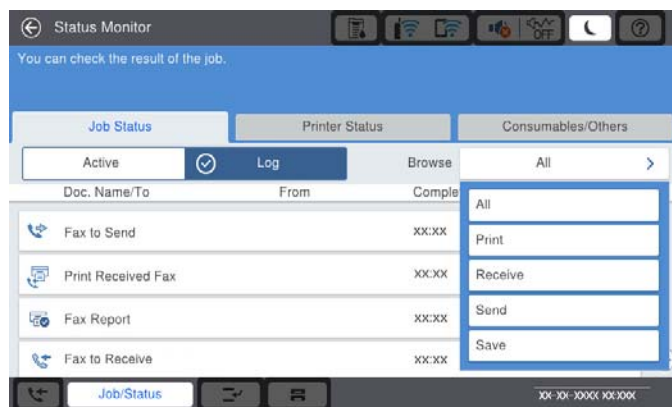 Status Monitor
OFF
You can check the result of the job.
Job Status Printer Status Consumables/Others
Active Log Browse All
Doc. Name/To From Comple
All
Fax to Send xx:xx
Print
Print Received Fax xx:xx
Receive
Send
Fax Report xx:xx
Save
Fax to Receive xx:xx
Job/Status xx-xx-xxxx xx:xxx